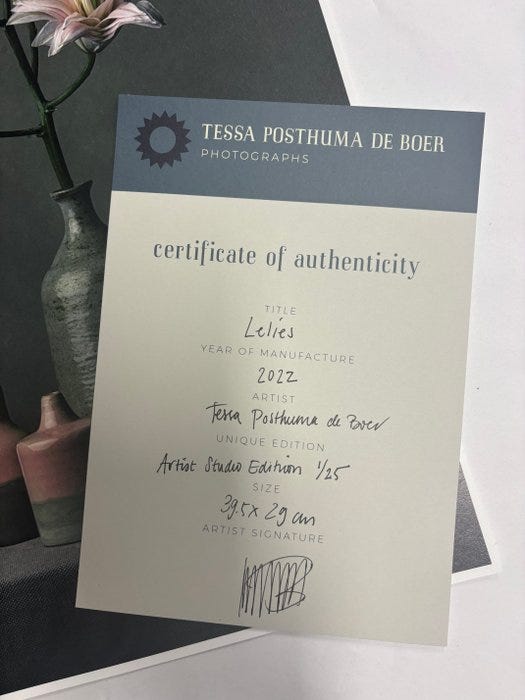 TESSA POSTHUMA DE BOER
PHOTOGRAPHS
certificate of authenticity
TITLE
Lelies
YEAR OF MANUFACTURE
2022
ARTIST
Tessa Posthuma de Boer
UNIQUE EDITION
Artist Studio Edition 1/25
SIZE
39.5 x 29 cm
ARTIST SIGNATURE